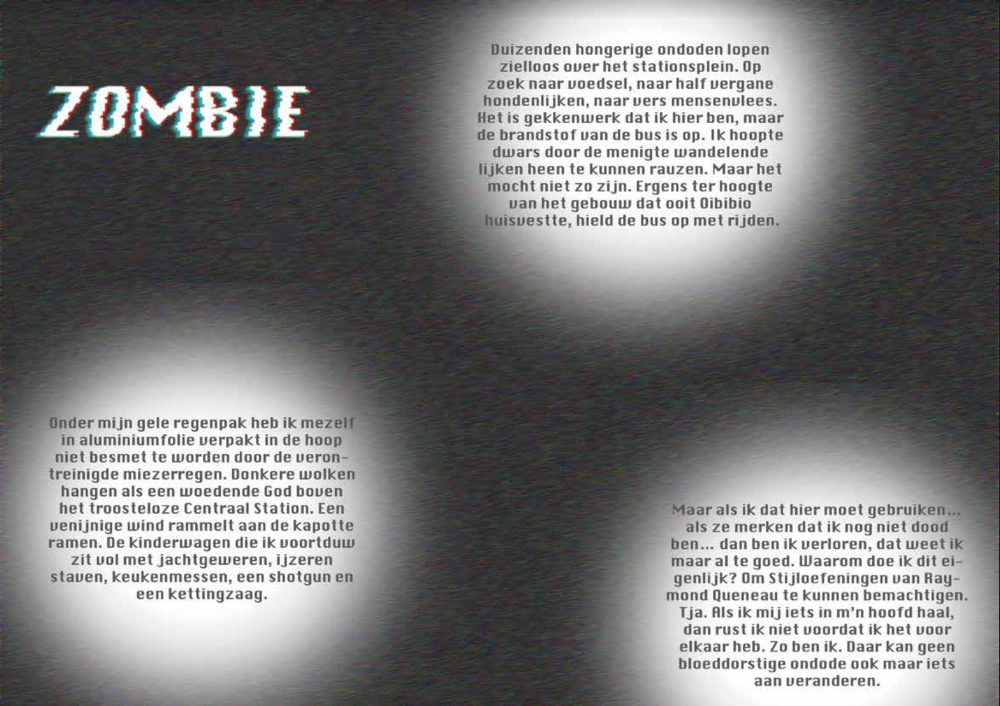 ZOMBIE
Duizenden hongerige ondoden lopen
zielloos over het stationsplein. Op
zoek naar voedsel, naar half vergane
hondenlijken, naar vers mensenvlees.
Het is gekkenwerk dat ik hier ben, maar
de brandstof van de bus is op. Ik hoopte
dwars door de menigte wandelende
lijken heen te kunnen rauzen. Maar het
mocht niet zo zijn. Ergens ter hoogte
van het gebouw dat ooit Oibibio
huisvestte, hield de bus op met rijden.
Onder mijn gele regenpak heb ik mezelf
in aluminiumfolie verpakt in de hoop
niet besmet te worden door de veron-
treinigde miezerregen. Donkere wolken
hangen als een woedende God boven
het troosteloze Centraal Station. Een
venijnige wind rammelt aan de kapotte
ramen. De kinderwagen die ik voortduw
zit vol met jachtgeweren, ijzeren
staven, keukenmessen, een shotgun en
een kettingzaag.
Maar als ik dat hier moet gebruiken...
als ze merken dat ik nog niet dood
ben... dan ben ik verloren, dat weet ik
maar al te goed. Waarom doe ik dit ei-
genlijk? Om Stijloefeningen van Ray-
mond Queneau te kunnen bemachtigen.
Tja. Als ik mij iets in m'n hoofd haal,
dan rust ik niet voordat ik het voor
elkaar heb. Zo ben ik. Daar kan geen
bloeddorstige ondode ook maar iets
aan veranderen.